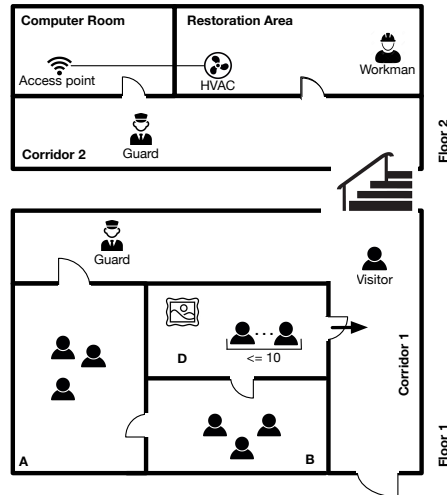 Computer Room
Restoration Area
Access point
HVAC
Workman
Corridor 2
Guard
Floor 2
Guard
Visitor
D
<= 10
Corridor 1
A
B
Floor 1